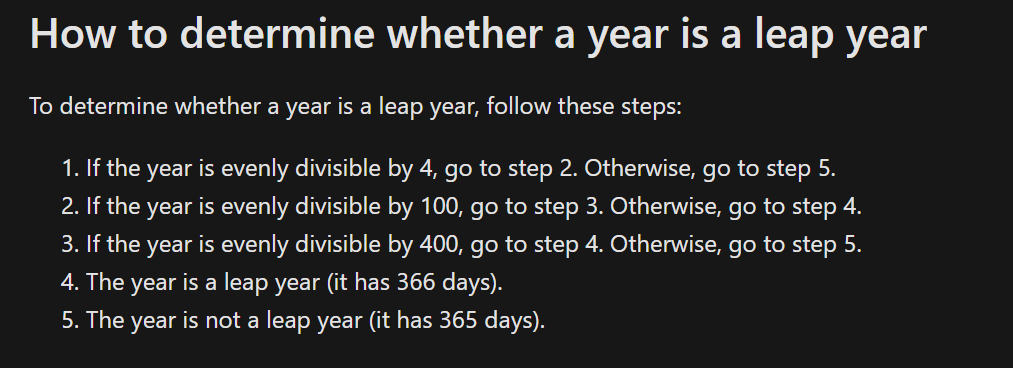 How to determine whether a year is a leap year
To determine whether a year is a leap year, follow these steps:
1. If the year is evenly divisible by 4, go to step 2. Otherwise, go to step 5.
2. If the year is evenly divisible by 100, go to step 3. Otherwise, go to step 4.
3. If the year is evenly divisible by 400, go to step 4. Otherwise, go to step 5.
4. The year is a leap year (it has 366 days).
5. The year is not a leap year (it has 365 days).